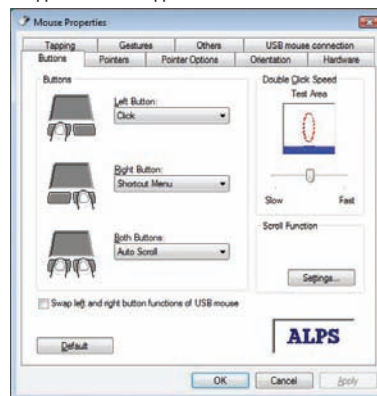 Mouse Properties
Tapping Gestures Others USB mouse connection
Buttons Pointers Pointer Options Orientation Hardware
Buttons
Left Button:
Click
Right Button:
Shortcut Menu
Both Buttons:
Auto Scroll
Double Click Speed
Test Area
Slow Fast
Scroll Function
Settings...
Swap left and right button functions of USB mouse
Default
ALPS
OK Cancel Apply